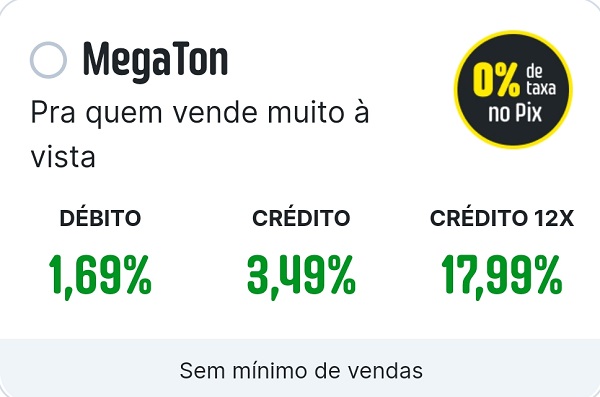 MegaTon
0% de
taxa
no Pix
Pra quem vende muito à
vista
DÉBITO CRÉDITO CRÉDITO 12X
1,69% 3,49% 17,99%
Sem mínimo de vendas